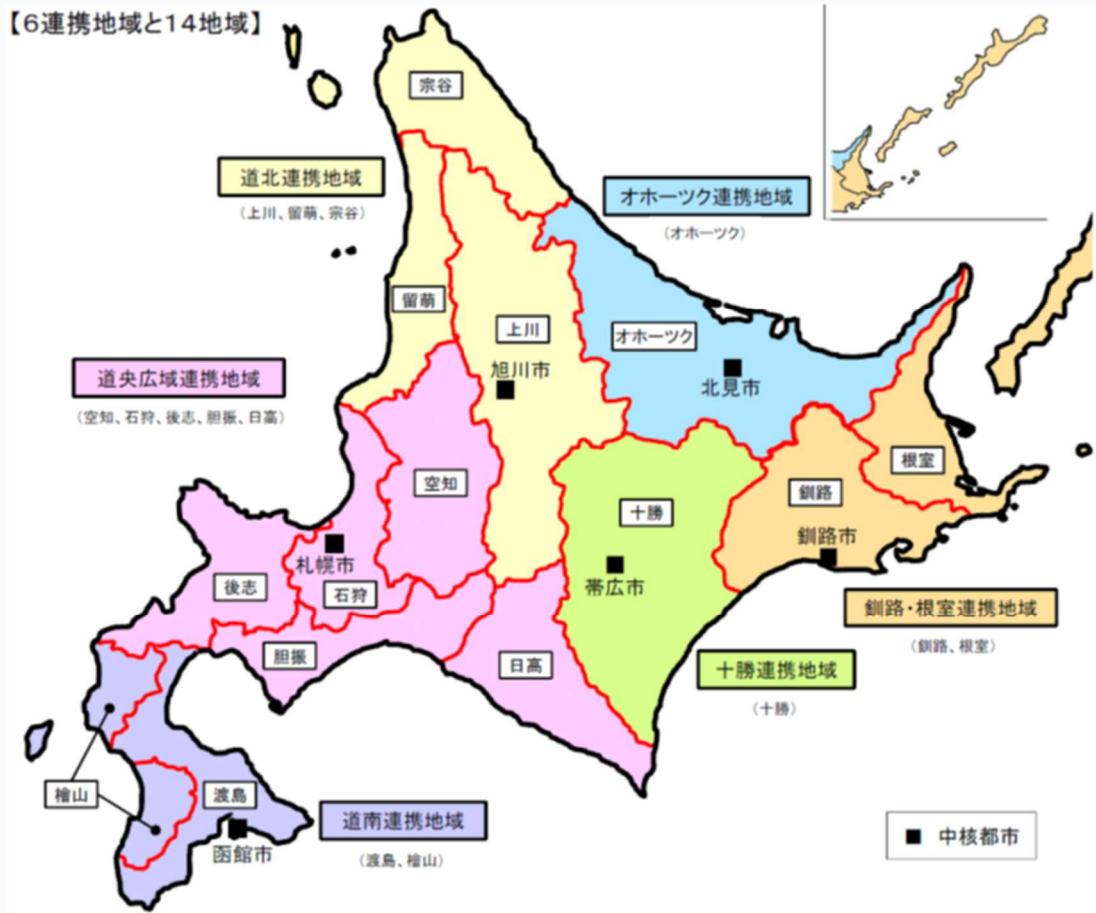 【6連携地域と14地域】
宗谷
道北連携地域
（上川、留萌、宗谷）
オホーツク連携地域
（オホーツク）
留萌
上川
旭川市
オホーツク
北見市
道央広域連携地域
（空知、石狩、後志、胆振、日高）
空知
根室
釧路
釧路市
十勝
帯広市
札幌市
石狩
後志
釧路・根室連携地域
（釧路、根室）
胆振
日高
十勝連携地域
（十勝）
檜山
渡島
函館市
道南連携地域
（渡島、檜山）
■ 中核都市